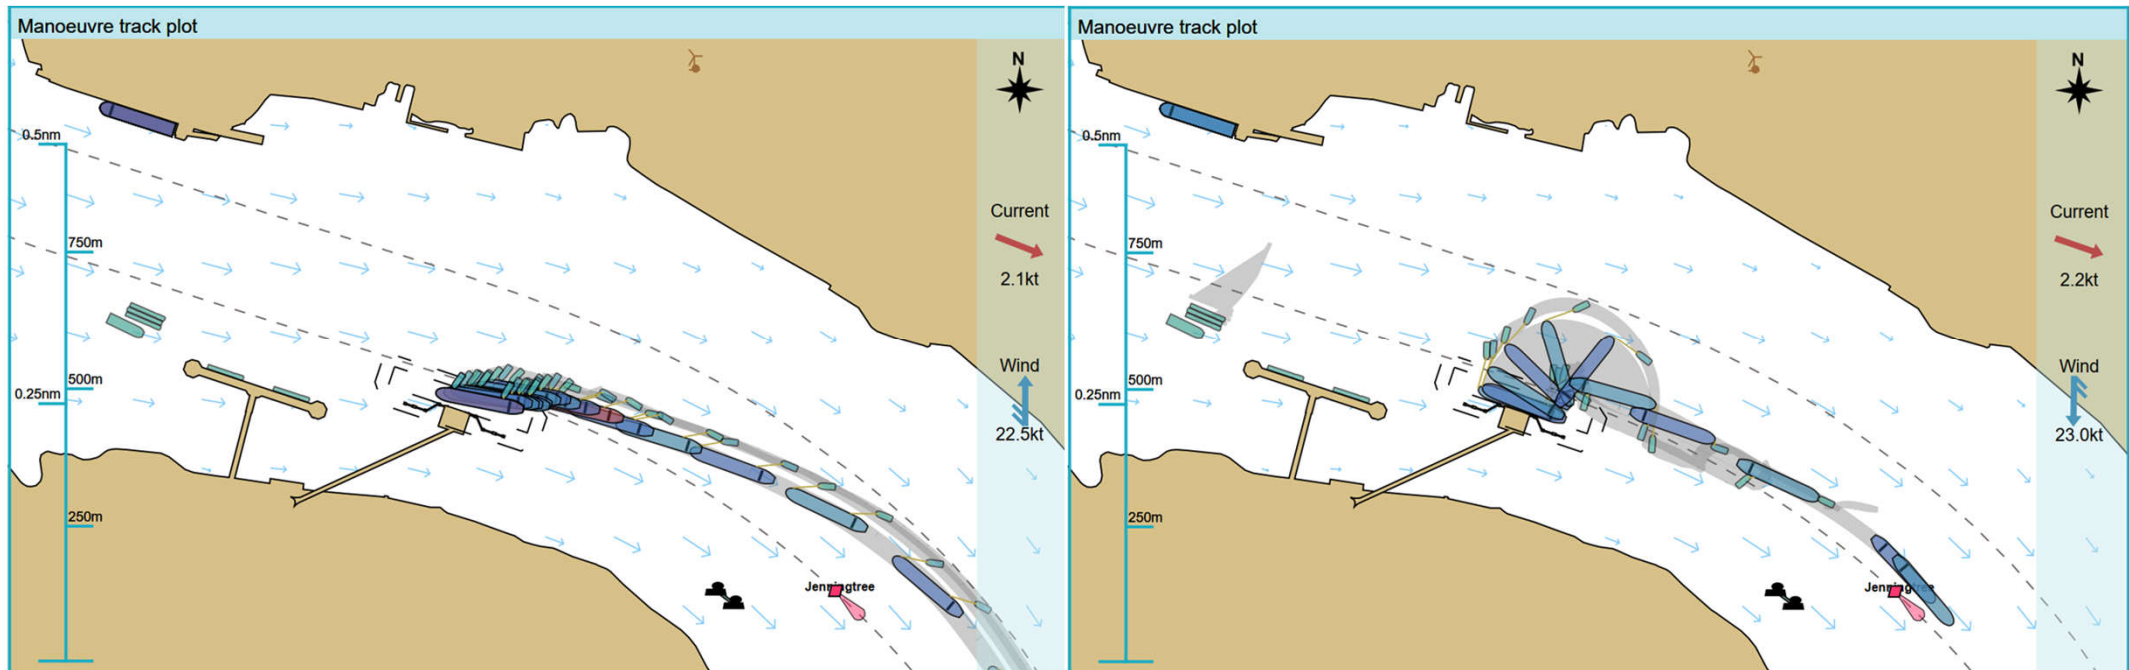 Manoeuvre track plot
N
0.5nm
Current
2.1kt
750m
Wind
22.5kt
500m
0.25nm
250m
Jenningtree
Manoeuvre track plot
N
0.5nm
Current
2.2kt
750m
Wind
23.0kt
500m
0.25nm
250m
Jenningtree